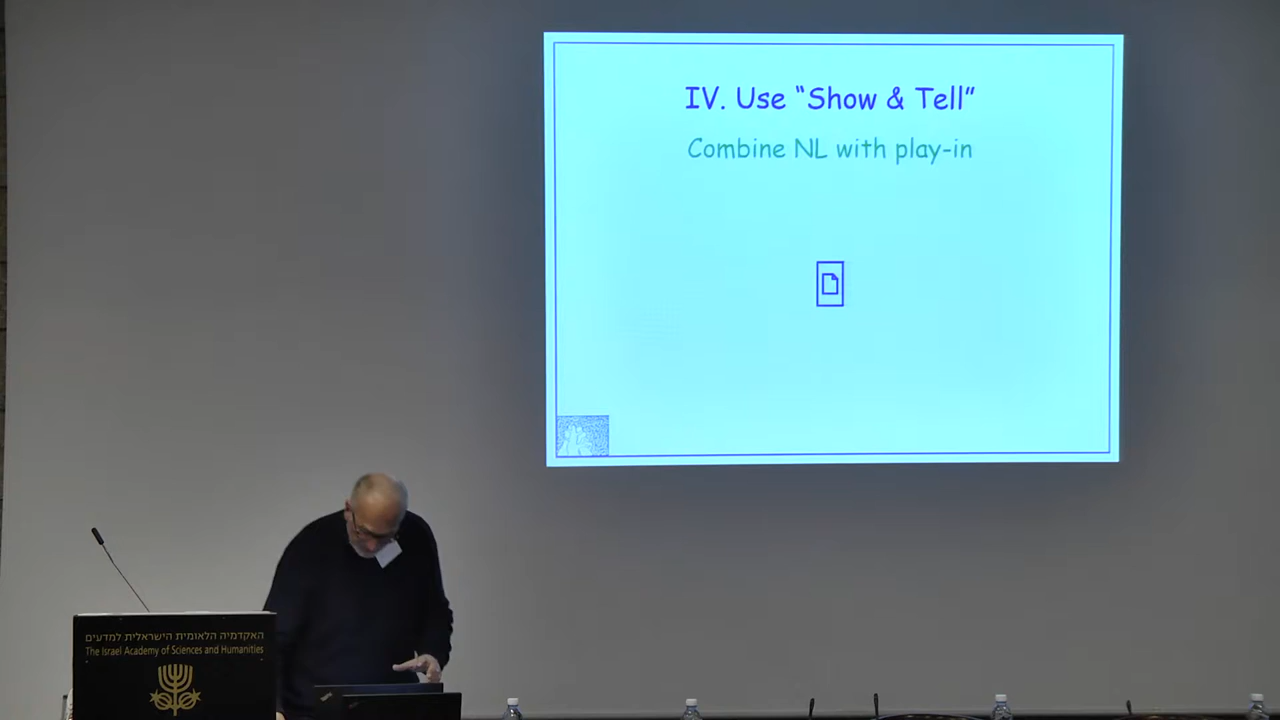 IV. Use “Show & Tell”
Combine NL with play-in
האקדמיה הלאומית הישראלית למדעים
The Israel Academy of Sciences and Humanities